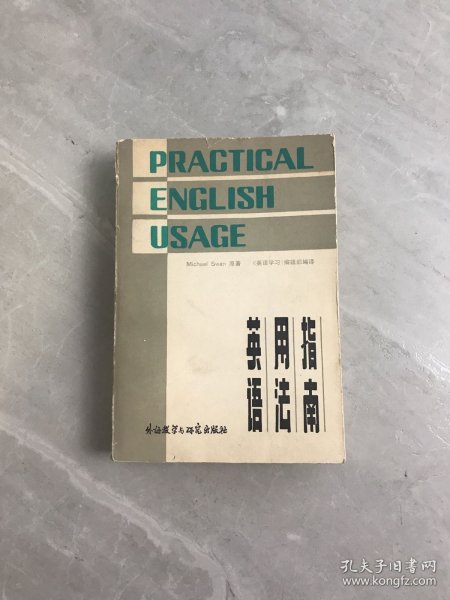 PRACTICAL
ENGLISH
USAGE
Michael Swan 原著 《英语学习》编辑部编译
英语
用法
指南
外语教学与研究出版社
孔夫子旧书网
www.kongfz.com